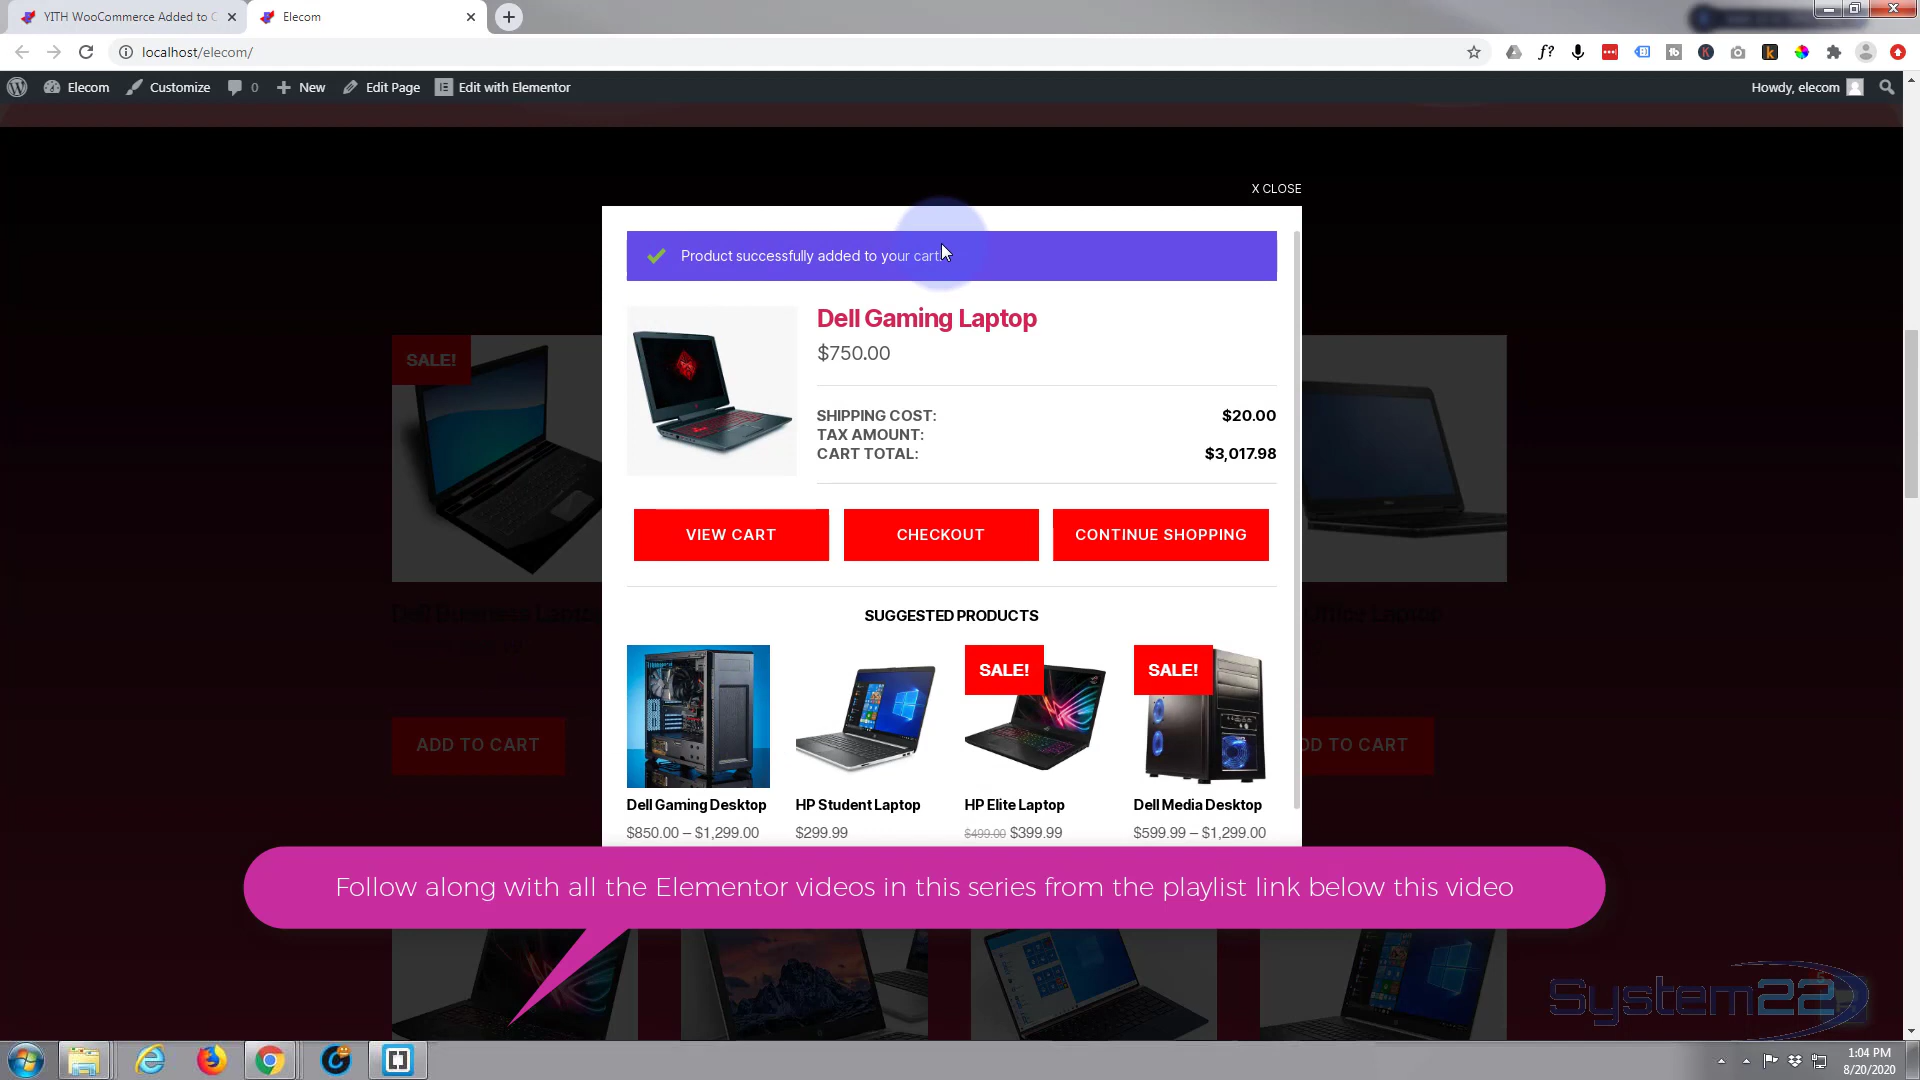 YITH WooCommerce Added to C
Elecom
localhost/elecom/
f?
Elecom
Customize
0
New
Edit Page
Edit with Elementor
Howdy, elecom
X CLOSE
Product successfully added to your cart.
Dell Gaming Laptop
$750.00
SHIPPING COST:
$20.00
TAX AMOUNT:
CART TOTAL:
$3,017.98
VIEW CART
CHECKOUT
CONTINUE SHOPPING
SUGGESTED PRODUCTS
SALE!
SALE!
Dell Gaming Desktop
HP Student Laptop
HP Elite Laptop
Dell Media Desktop
$850.00 – $1,299.00
$299.99
$499.00 $399.99
$599.99 – $1,299.00
SALE!
Dell Business Laptop
Office Laptop
ADD TO CART
DD TO CART
Follow along with all the Elementor videos in this series from the playlist link below this video
System22
1:04 PM
8/20/2020